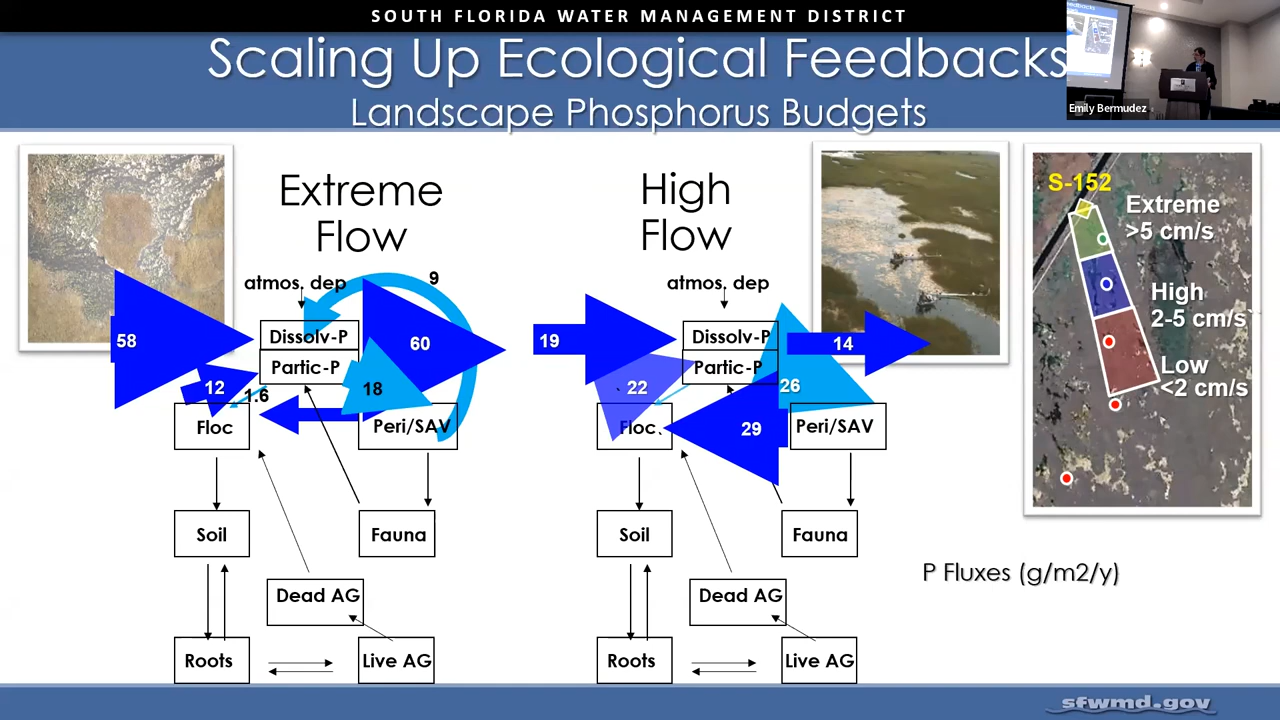 SOUTH FLORIDA WATER MANAGEMENT DISTRICT
Scaling Up Ecological Feedbacks
Landscape Phosphorus Budgets
Emily Bermudez
Extreme
Flow
atmos. dep
9
58
Dissolv-P
Partic-P
60
12
1.6
18
Floc
Peri/SAV
Soil
Fauna
Dead AG
Roots
Live AG
High
Flow
atmos. dep
19
Dissolv-P
Partic-P
14
22
26
Floc
29
Peri/SAV
Soil
Fauna
Dead AG
Roots
Live AG
S-152
Extreme
>5 cm/s
High
2-5 cm/s
Low
<2 cm/s
P Fluxes (g/m2/y)
sfwmd.gov